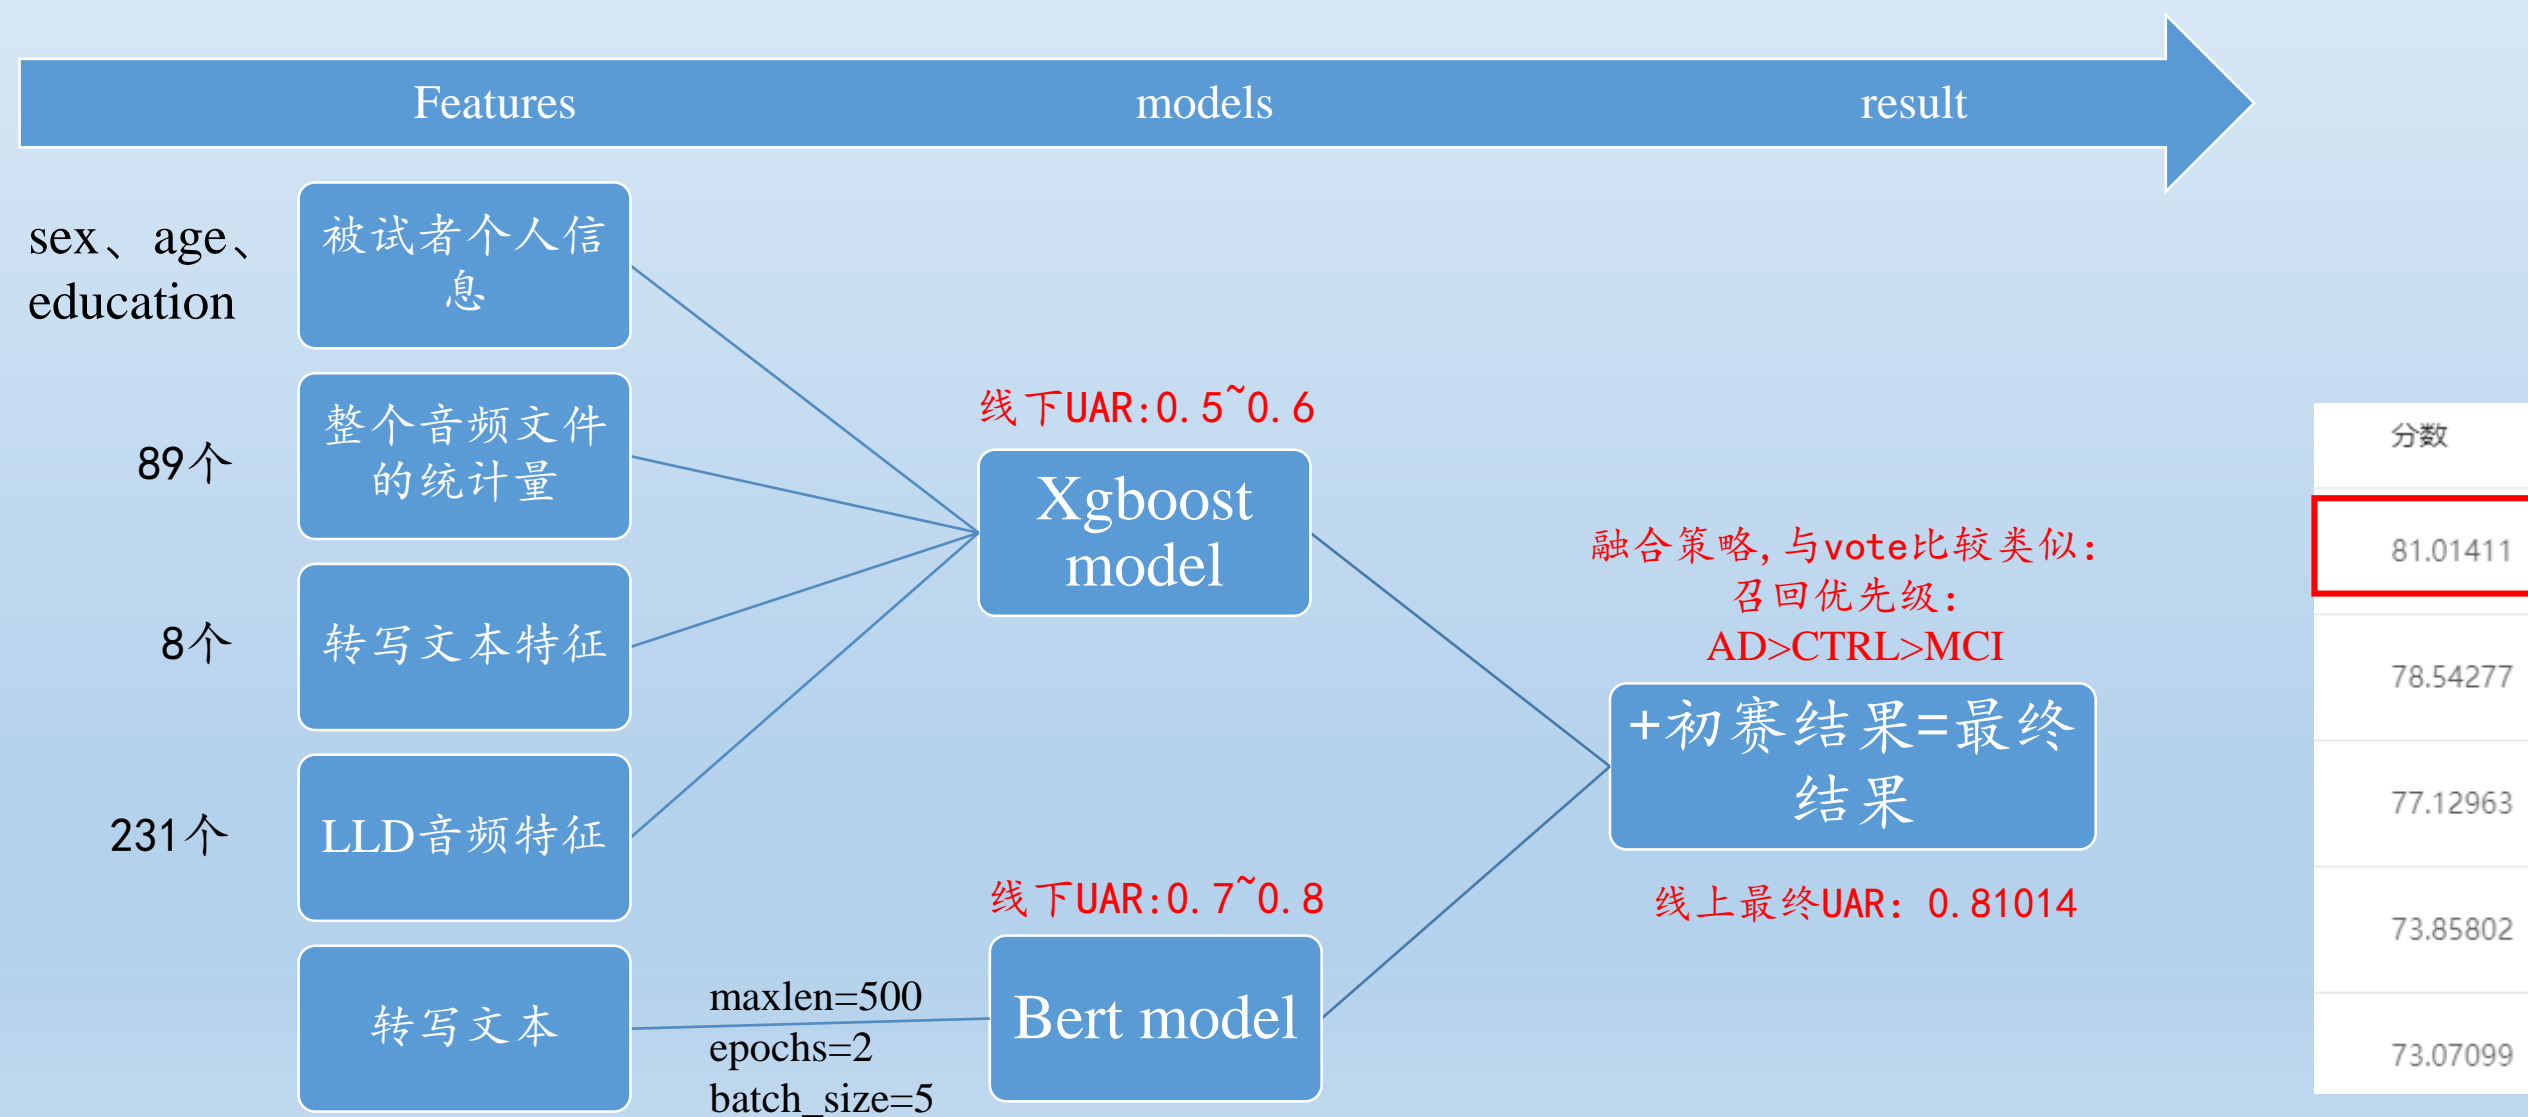 Features
models
result
sex、age、
education
被试者个人信
息
89个
整个音频文件
的统计量
8个
转写文本特征
231个
LLD音频特征
转写文本
maxlen=500
epochs=2
batch_size=5
线下UAR:0.5~0.6
Xgboost
model
线下UAR:0.7~0.8
Bert model
融合策略,与vote比较类似:
召回优先级:
AD>CTRL>MCI
+初赛结果=最终
结果
线上最终UAR: 0.81014
分数
81.01411
78.54277
77.12963
73.85802
73.07099